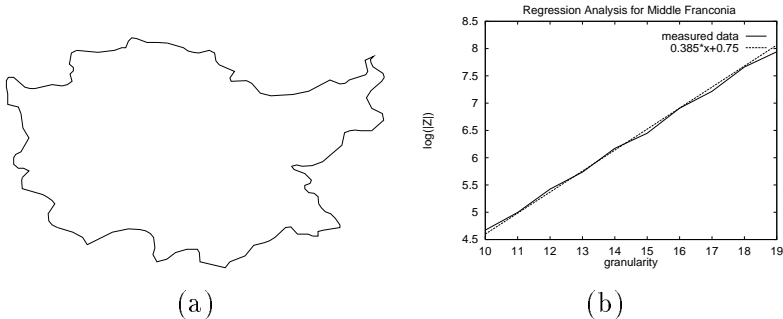 Regression Analysis for Middle Franconia
measured data
0.385*x+0.75
log(|Z|)
8.5
8
7.5
7
6.5
6
5.5
5
4.5
10 11 12 13 14 15 16 17 18 19
granularity
(a)
(b)